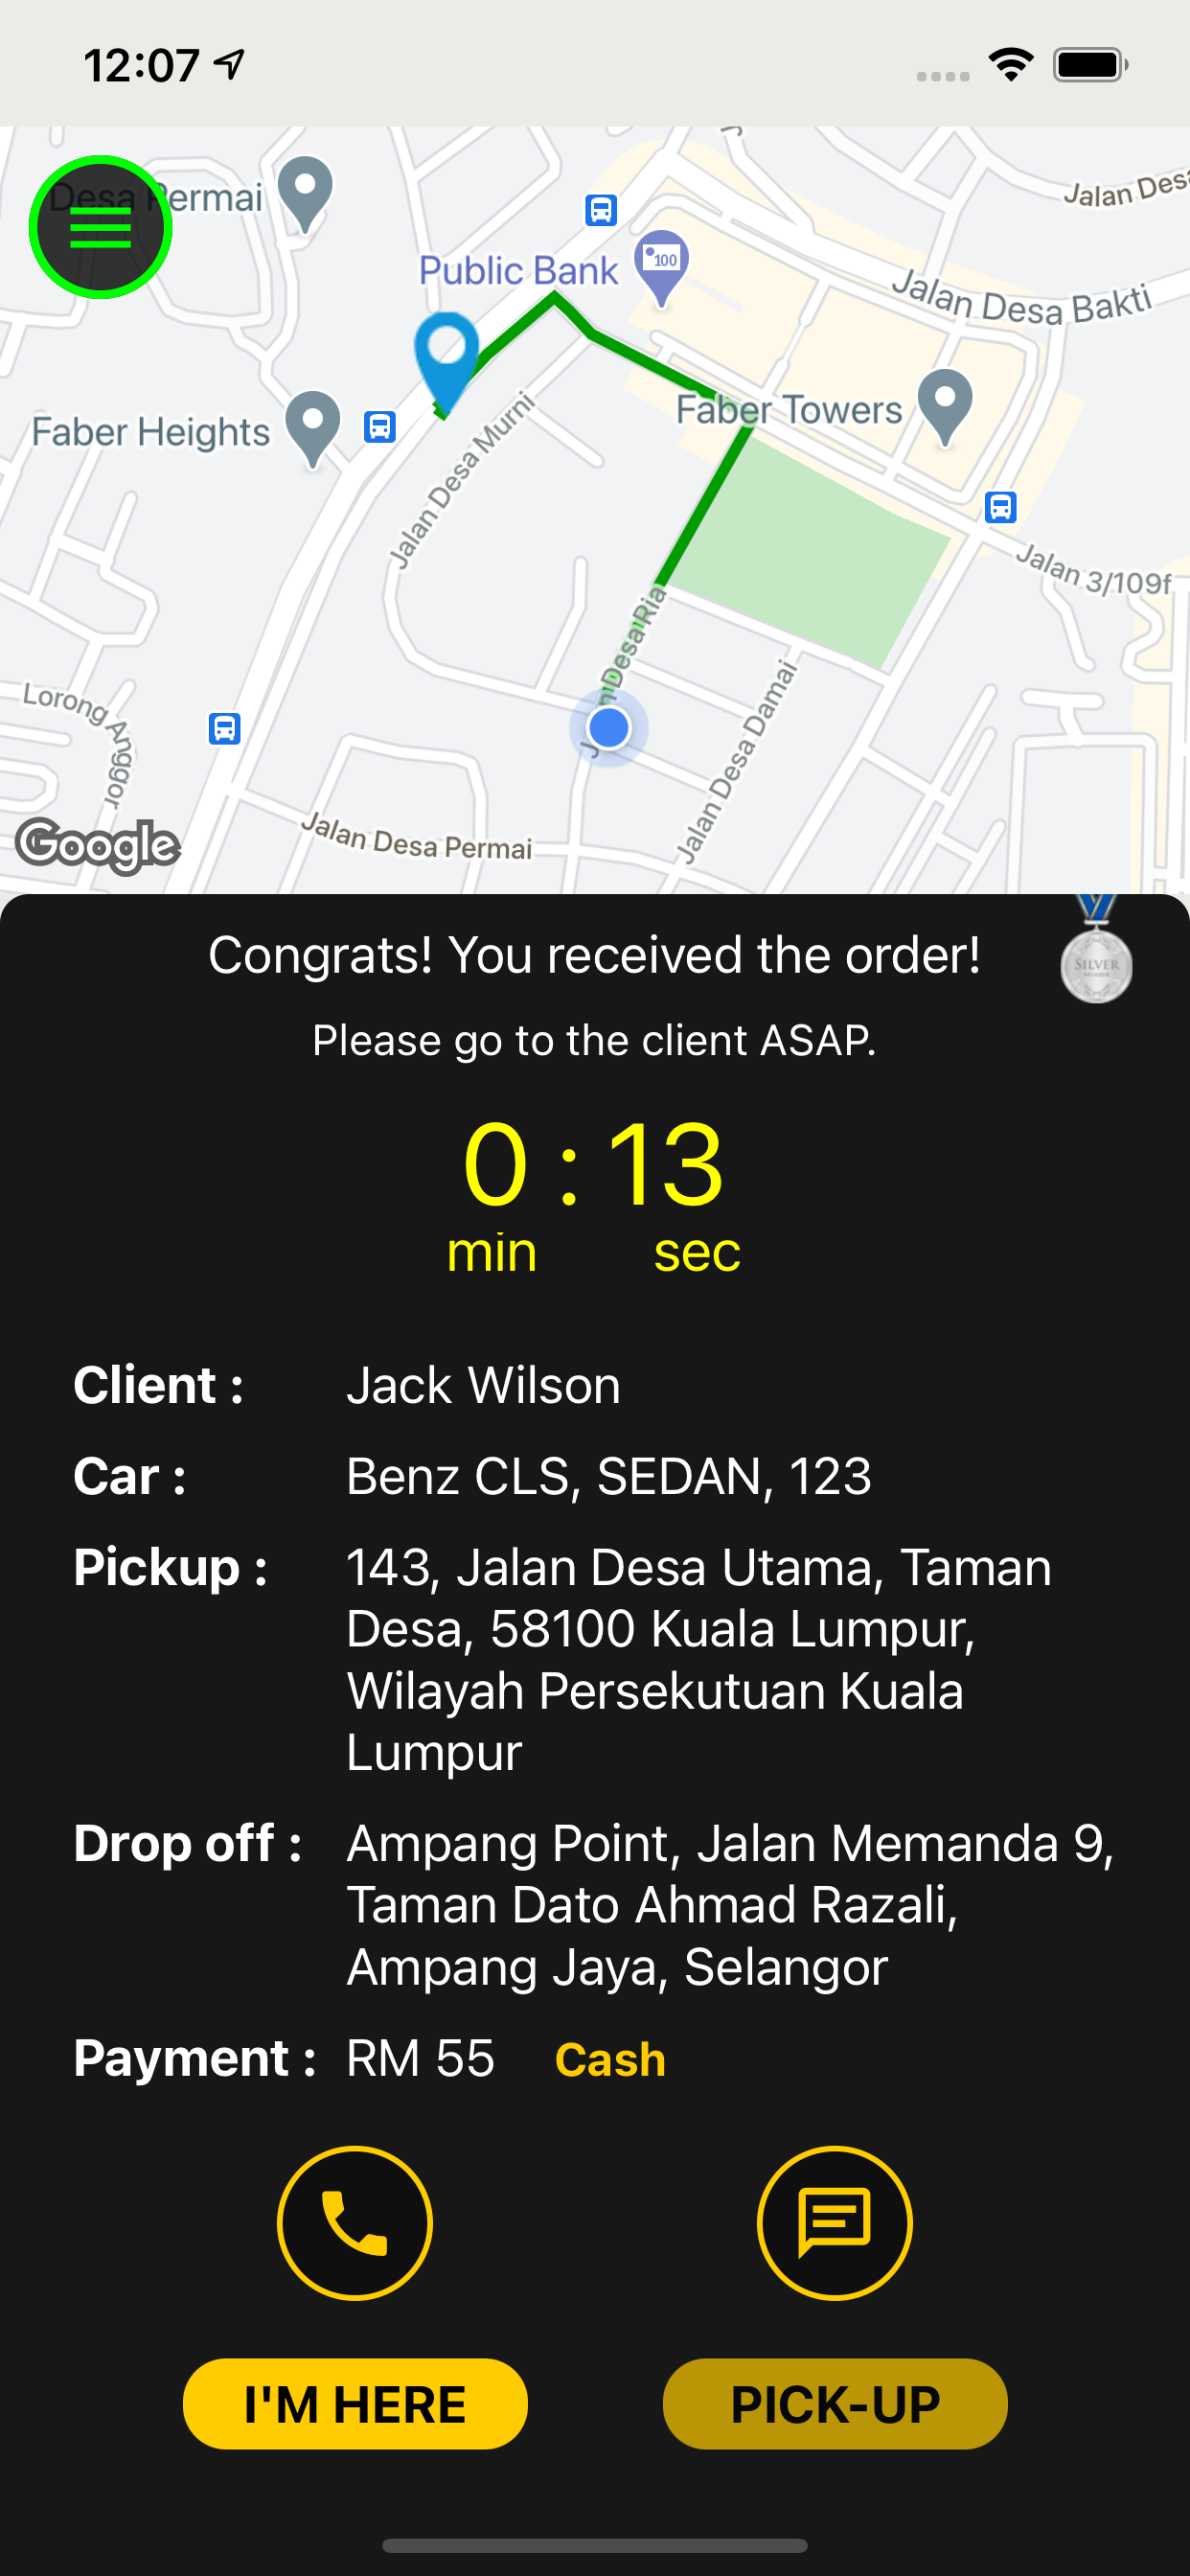 12:07
Desa Permai
Jalan Desa
Public Bank
100
Jalan Desa Bakti
Faber Towers
Faber Heights
Jalan Desa Murni
Jalan 3/109f
Jalan Desa Ria
Jalan Desa Damai
Lorong Anggor
Jalan Desa Permai
Google
Congrats! You received the order!
SILVER
MEMBER
Please go to the client ASAP.
0 : 13
min sec
Client : Jack Wilson
Car : Benz CLS, SEDAN, 123
Pickup : 143, Jalan Desa Utama, Taman
Desa, 58100 Kuala Lumpur,
Wilayah Persekutuan Kuala
Lumpur
Drop off : Ampang Point, Jalan Memanda 9,
Taman Dato Ahmad Razali,
Ampang Jaya, Selangor
Payment : RM 55 Cash
I'M HERE
PICK-UP